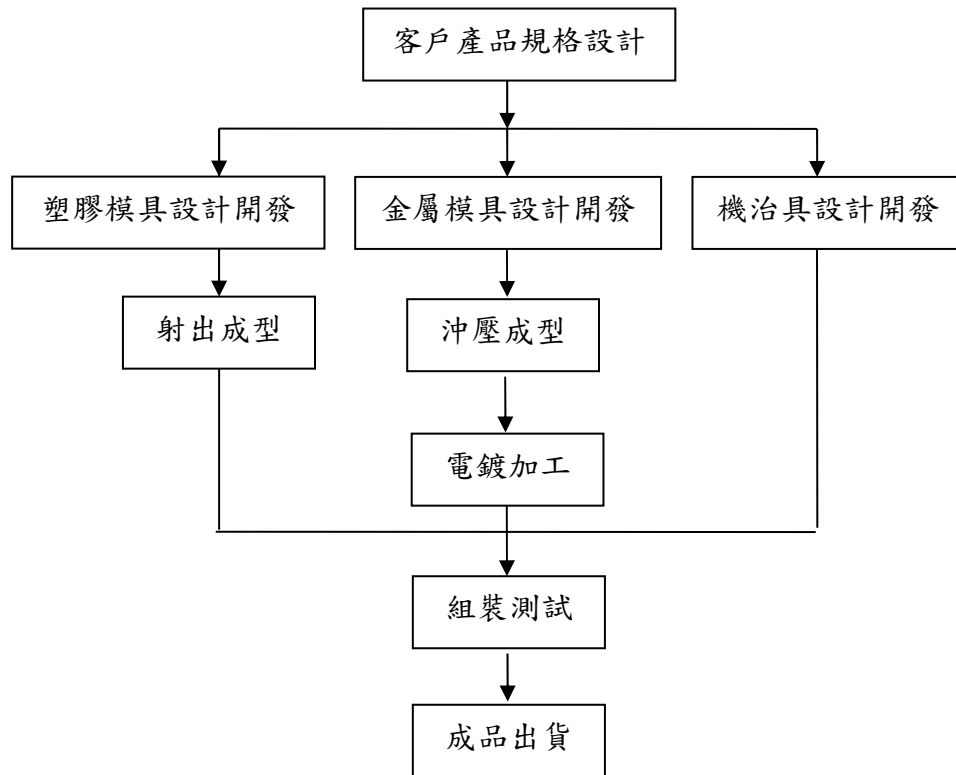 客戶產品規格設計
塑膠模具設計開發
金屬模具設計開發
機治具設計開發
射出成型
沖壓成型
電鍍加工
組裝測試
成品出貨